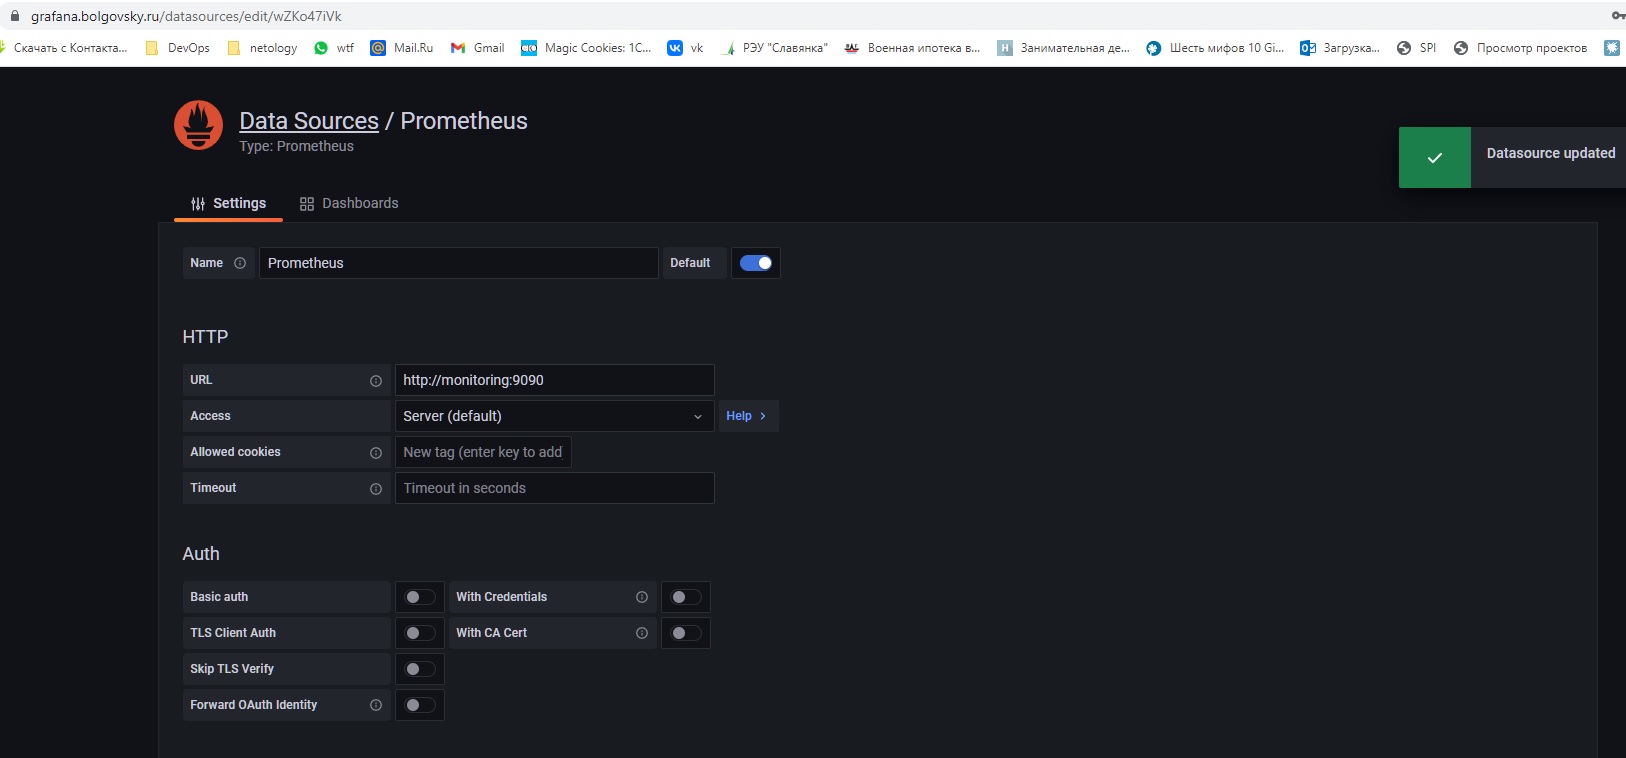 grafana.bolgovsky.ru/datasources/edit/wZKo47iVk
Скачать с Контакта... DevOps netology wtf Mail.Ru Gmail Magic Cookies: 1C... vk РЭУ "Славянка" Военная ипотека в... Занимательная де... Шесть мифов 10 Gi... Загрузка... SPI Просмотр проектов
Data Sources / Prometheus
Type: Prometheus
Datasource updated
Settings Dashboards
Name Prometheus Default
HTTP
URL http://monitoring:9090
Access Server (default) Help >
Allowed cookies New tag (enter key to add
Timeout Timeout in seconds
Auth
Basic auth With Credentials
TLS Client Auth With CA Cert
Skip TLS Verify
Forward OAuth Identity